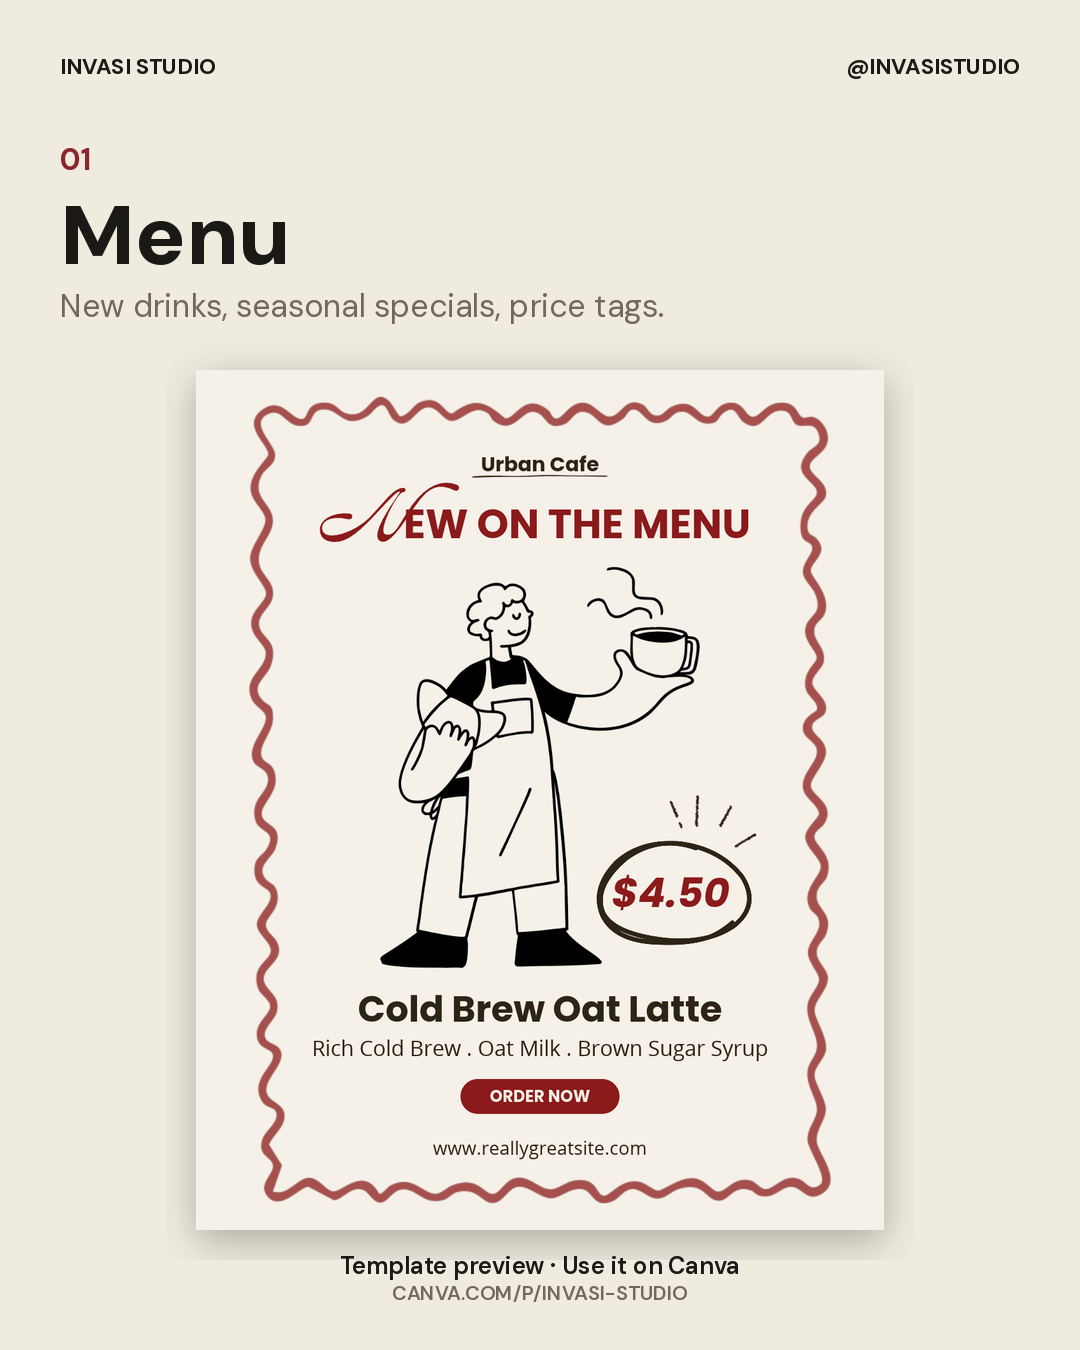 INVASI STUDIO
@INVASISTUDIO
01
Menu
New drinks, seasonal specials, price tags.
Urban Cafe
NEW ON THE MENU
$4.50
Cold Brew Oat Latte
Rich Cold Brew . Oat Milk . Brown Sugar Syrup
ORDER NOW
www.reallygreatsite.com
Template preview · Use it on Canva
CANVA.COM/P/INVASI-STUDIO